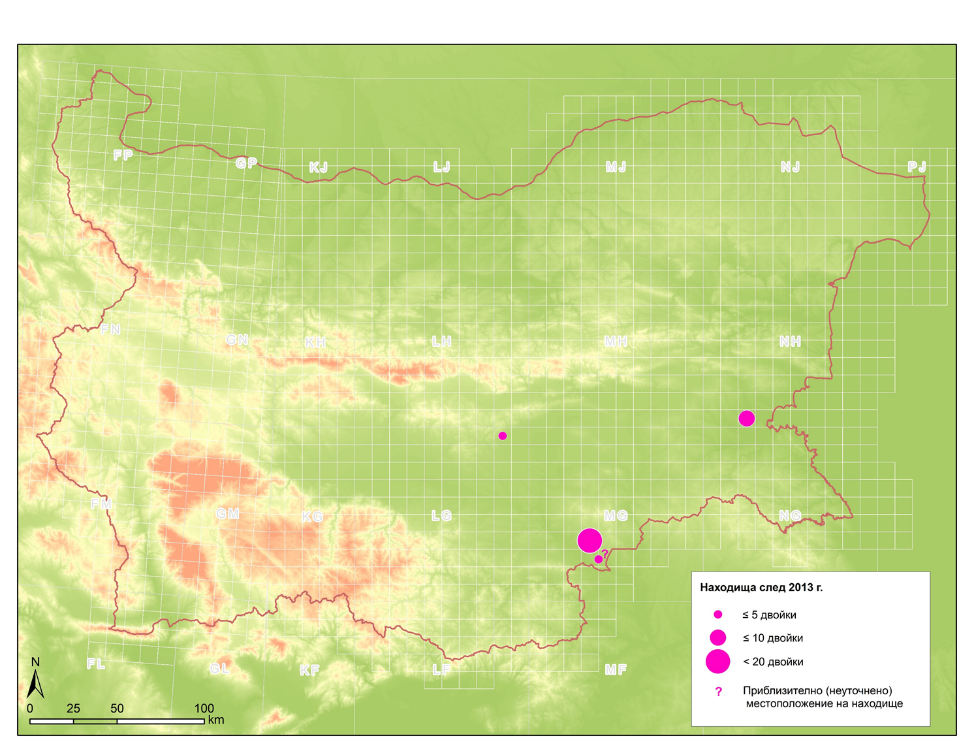 FP GP KJ LJ MJ NJ PJ
FN GN KH LH MH NH
FM GM KG LG MG NG
?
FL GL KF LF MF
N
0 25 50 100
km
Находища след 2013 г.
≤ 5 двойки
≤ 10 двойки
< 20 двойки
? Приблизително (неуточнено)
местоположение на находище